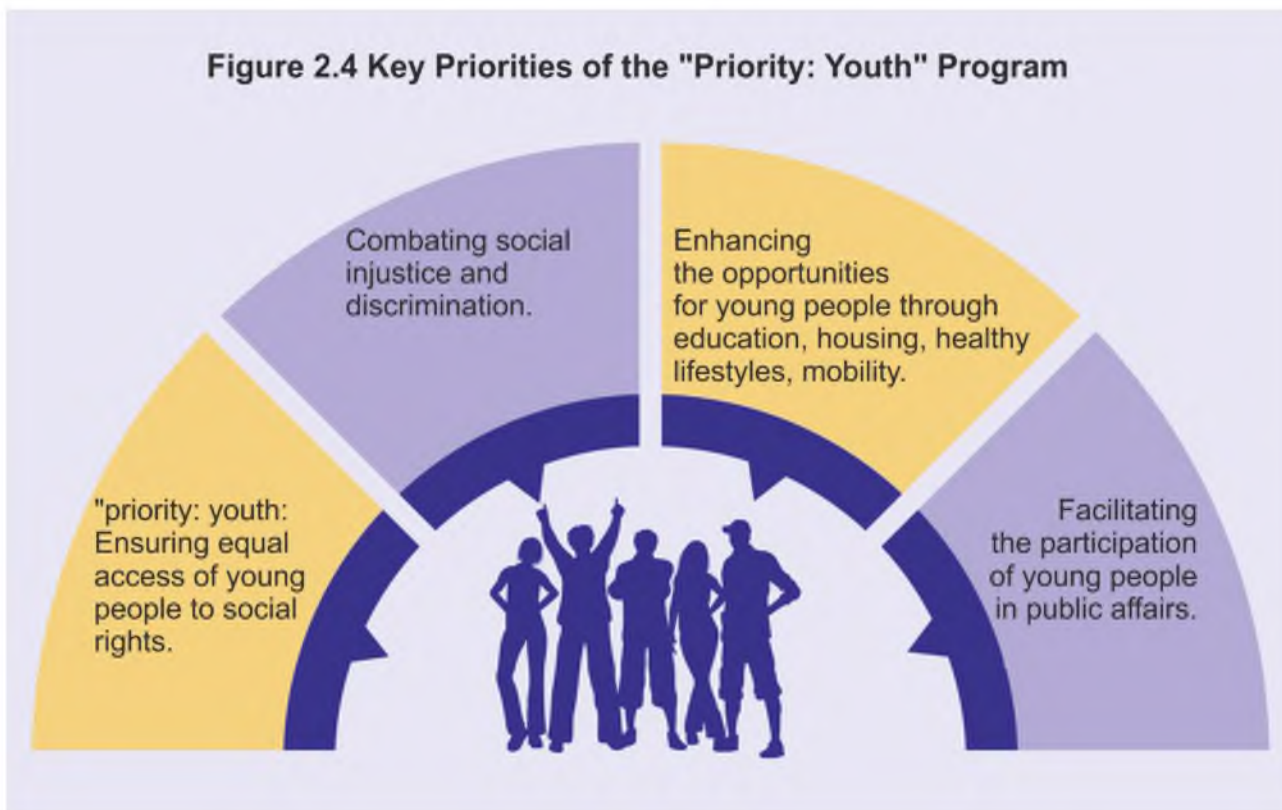 Figure 2.4 Key Priorities of the "Priority: Youth" Program
"priority: youth:
Ensuring equal
access of young
people to social
rights.
Combating social
injustice and
discrimination.
Enhancing
the opportunities
for young people through
education, housing, healthy
lifestyles, mobility.
Facilitating
the participation
of young people
in public affairs.